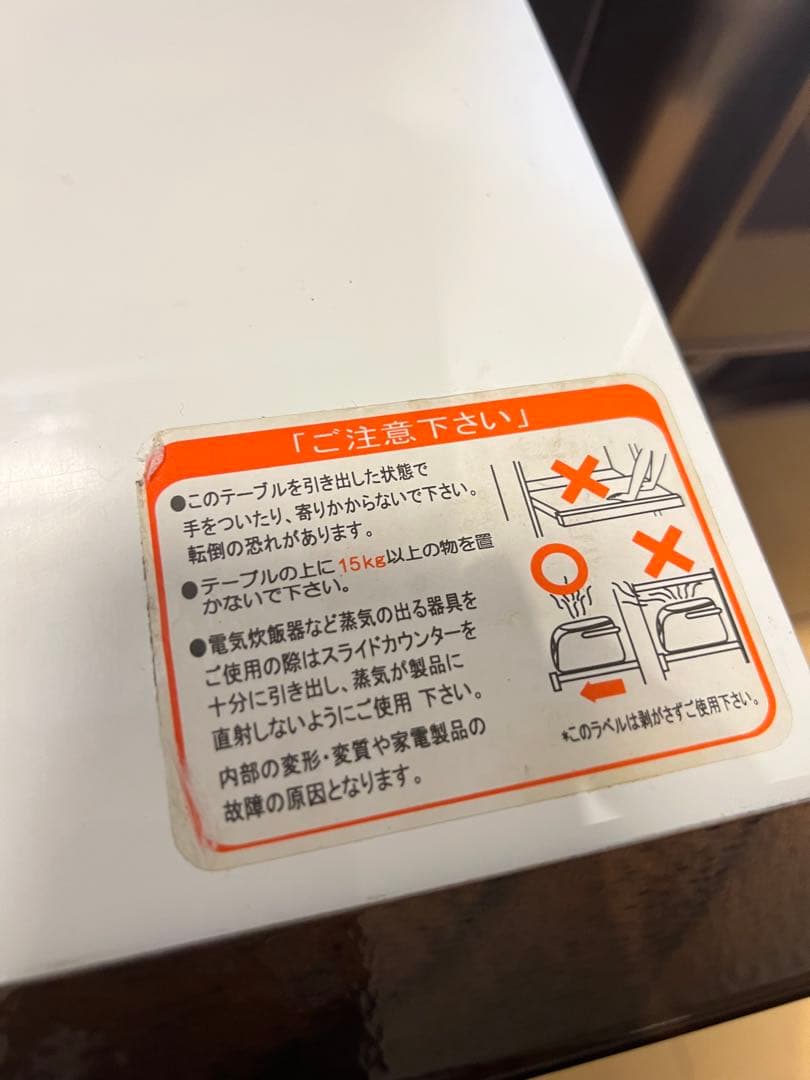 「ご注意下さい」
●このテーブルを引き出した状態で
手をついたり、寄りかからないで下さい。
転倒の恐れがあります。
●テーブルの上に15kg以上の物を置
かないで下さい。
●電気炊飯器など蒸気の出る器具を
ご使用の際はスライドカウンターを
十分に引き出し、蒸気が製品に
直射しないようにご使用 下さい。
内部の変形・変質や家電製品の
故障の原因となります。
*このラベルは剥がさずご使用下さい。